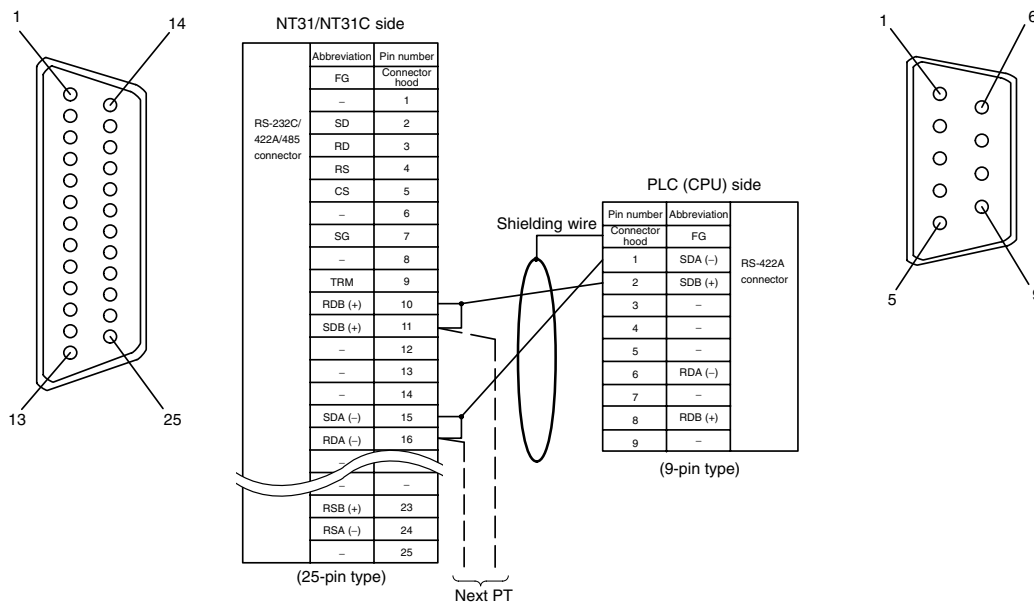 1
14
13
25
NT31/NT31C side
Abbreviation Pin number
FG Connector hood
– 1
RS-232C/
422A/485
connector
SD 2
RD 3
RS 4
CS 5
– 6
SG 7
– 8
TRM 9
RDB (+) 10
SDB (+) 11
– 12
– 13
– 14
SDA (–) 15
RDA (–) 16
–
– –
RSB (+) 23
RSA (–) 24
– 25
(25-pin type)
Next PT
Shielding wire
PLC (CPU) side
Pin number Abbreviation
Connector hood FG
1 SDA (–)
2 SDB (+)
RS-422A
connector
3 –
4 –
5 –
6 RDA (–)
7 –
8 RDB (+)
9 –
(9-pin type)
1
6
5
9